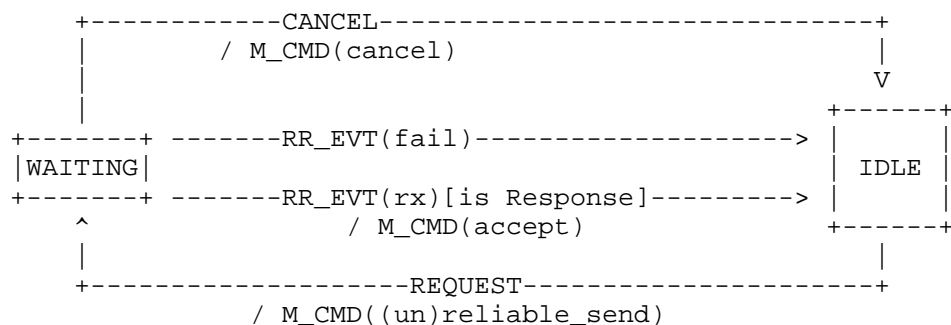 CANCEL
/ M_CMD(cancel)
V
RR_EVT(fail)
WAITING IDLE
RR_EVT(rx)[is Response]
/ M_CMD(accept)
REQUEST
/ M_CMD((un)reliable_send)